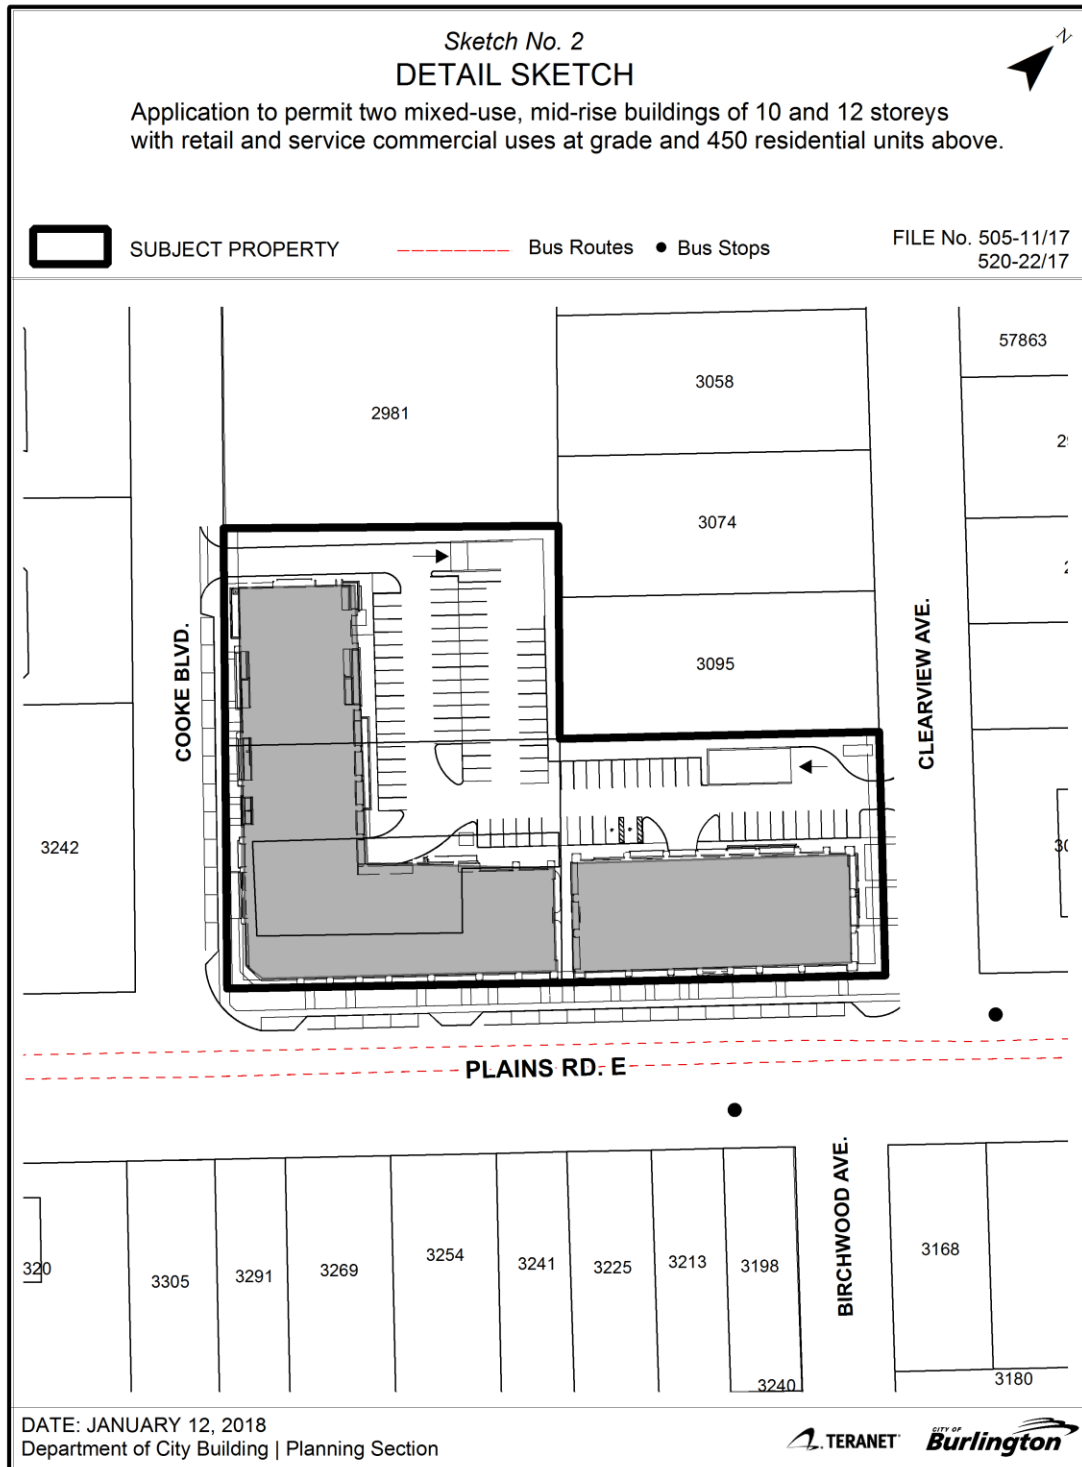 N
Sketch No. 2
DETAIL SKETCH
Application to permit two mixed-use, mid-rise buildings of 10 and 12 storeys
with retail and service commercial uses at grade and 450 residential units above.
SUBJECT PROPERTY
Bus Routes
Bus Stops
FILE No. 505-11/17
520-22/17
57863
3058
2981
3074
3095
COOKE BLVD.
CLEARVIEW AVE.
3242
PLAINS RD. E
BIRCHWOOD AVE.
320
3305
3291
3269
3254
3241
3225
3213
3198
3168
3240
3180
DATE: JANUARY 12, 2018
Department of City Building | Planning Section
TERANET
CITY OF
Burlington